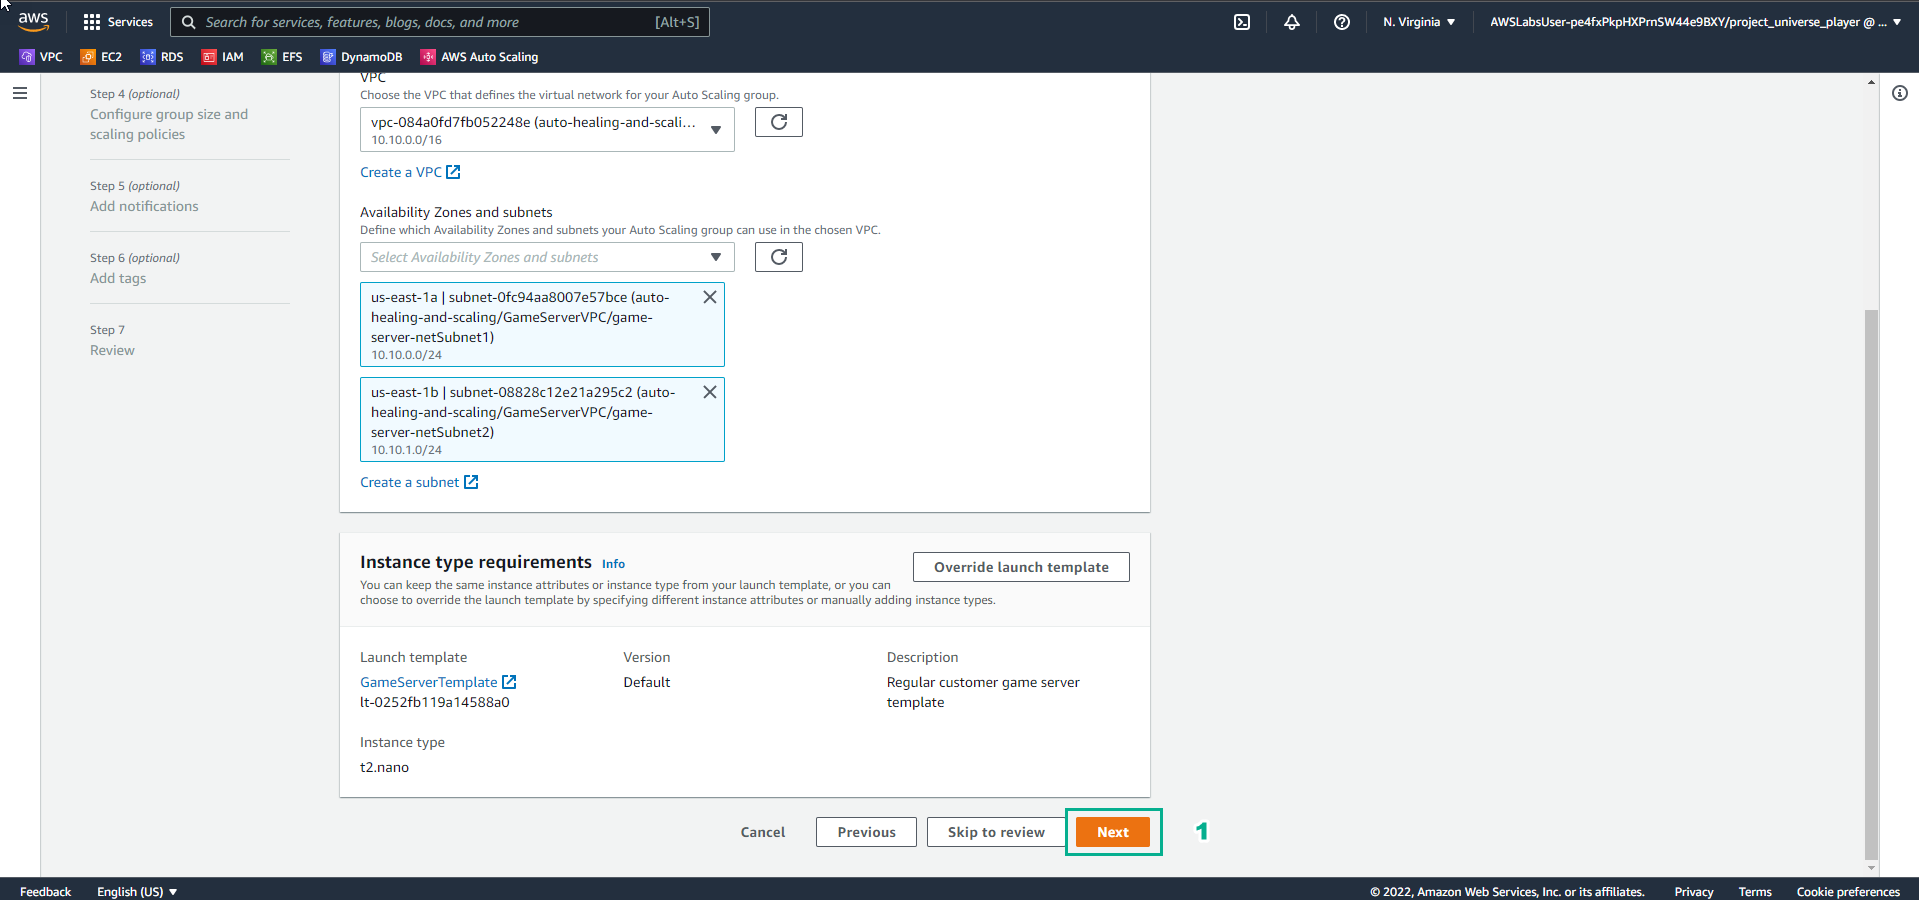 aws
Services
Search for services, features, blogs, docs, and more
[Alt+S]
N. Virginia
AWSLabsUser-pe4fxPkpHXPrnSW44e9BXY/project_universe_player @ ...
VPC
EC2
RDS
IAM
EFS
DynamoDB
AWS Auto Scaling
Step 4 (optional)
Configure group size and
scaling policies
Step 5 (optional)
Add notifications
Step 6 (optional)
Add tags
Step 7
Review
VPC
Choose the VPC that defines the virtual network for your Auto Scaling group.
vpc-084a0fd7fb052248e (auto-healing-and-scali...
10.10.0.0/16
Create a VPC
Availability Zones and subnets
Define which Availability Zones and subnets your Auto Scaling group can use in the chosen VPC.
Select Availability Zones and subnets
us-east-1a | subnet-0fc94aa8007e57bce (auto-
healing-and-scaling/GameServerVPC/game-
server-netSubnet1)
10.10.0.0/24
us-east-1b | subnet-08828c12e21a295c2 (auto-
healing-and-scaling/GameServerVPC/game-
server-netSubnet2)
10.10.1.0/24
Create a subnet
Instance type requirements Info
Override launch template
You can keep the same instance attributes or instance type from your launch template, or you can
choose to override the launch template by specifying different instance attributes or manually adding instance types.
Launch template
GameServerTemplate
lt-0252fb119a14588a0
Version
Default
Description
Regular customer game server
template
Instance type
t2.nano
Cancel
Previous
Skip to review
Next
1
Feedback
English (US)
© 2022, Amazon Web Services, Inc. or its affiliates.
Privacy
Terms
Cookie preferences